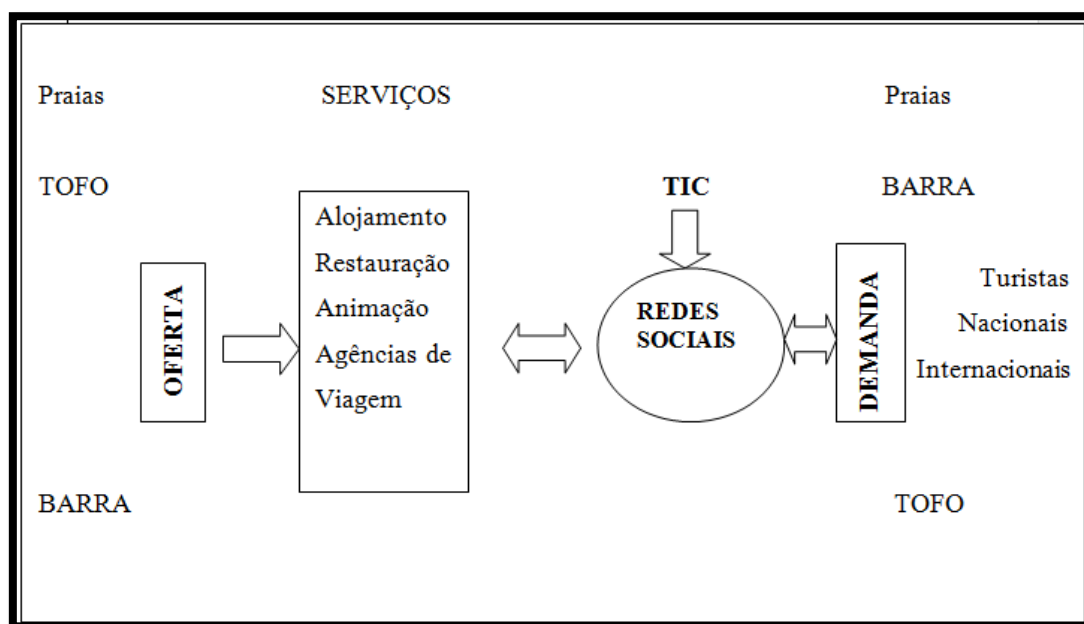 Praias
SERVIÇOS
Praias
TOFO
TIC
BARRA
OFERTA
Alojamento
Restauração
Animação
Agências de
Viagem
REDES
SOCIAIS
DEMANDA
Turistas
Nacionais
Internacionais
BARRA
TOFO